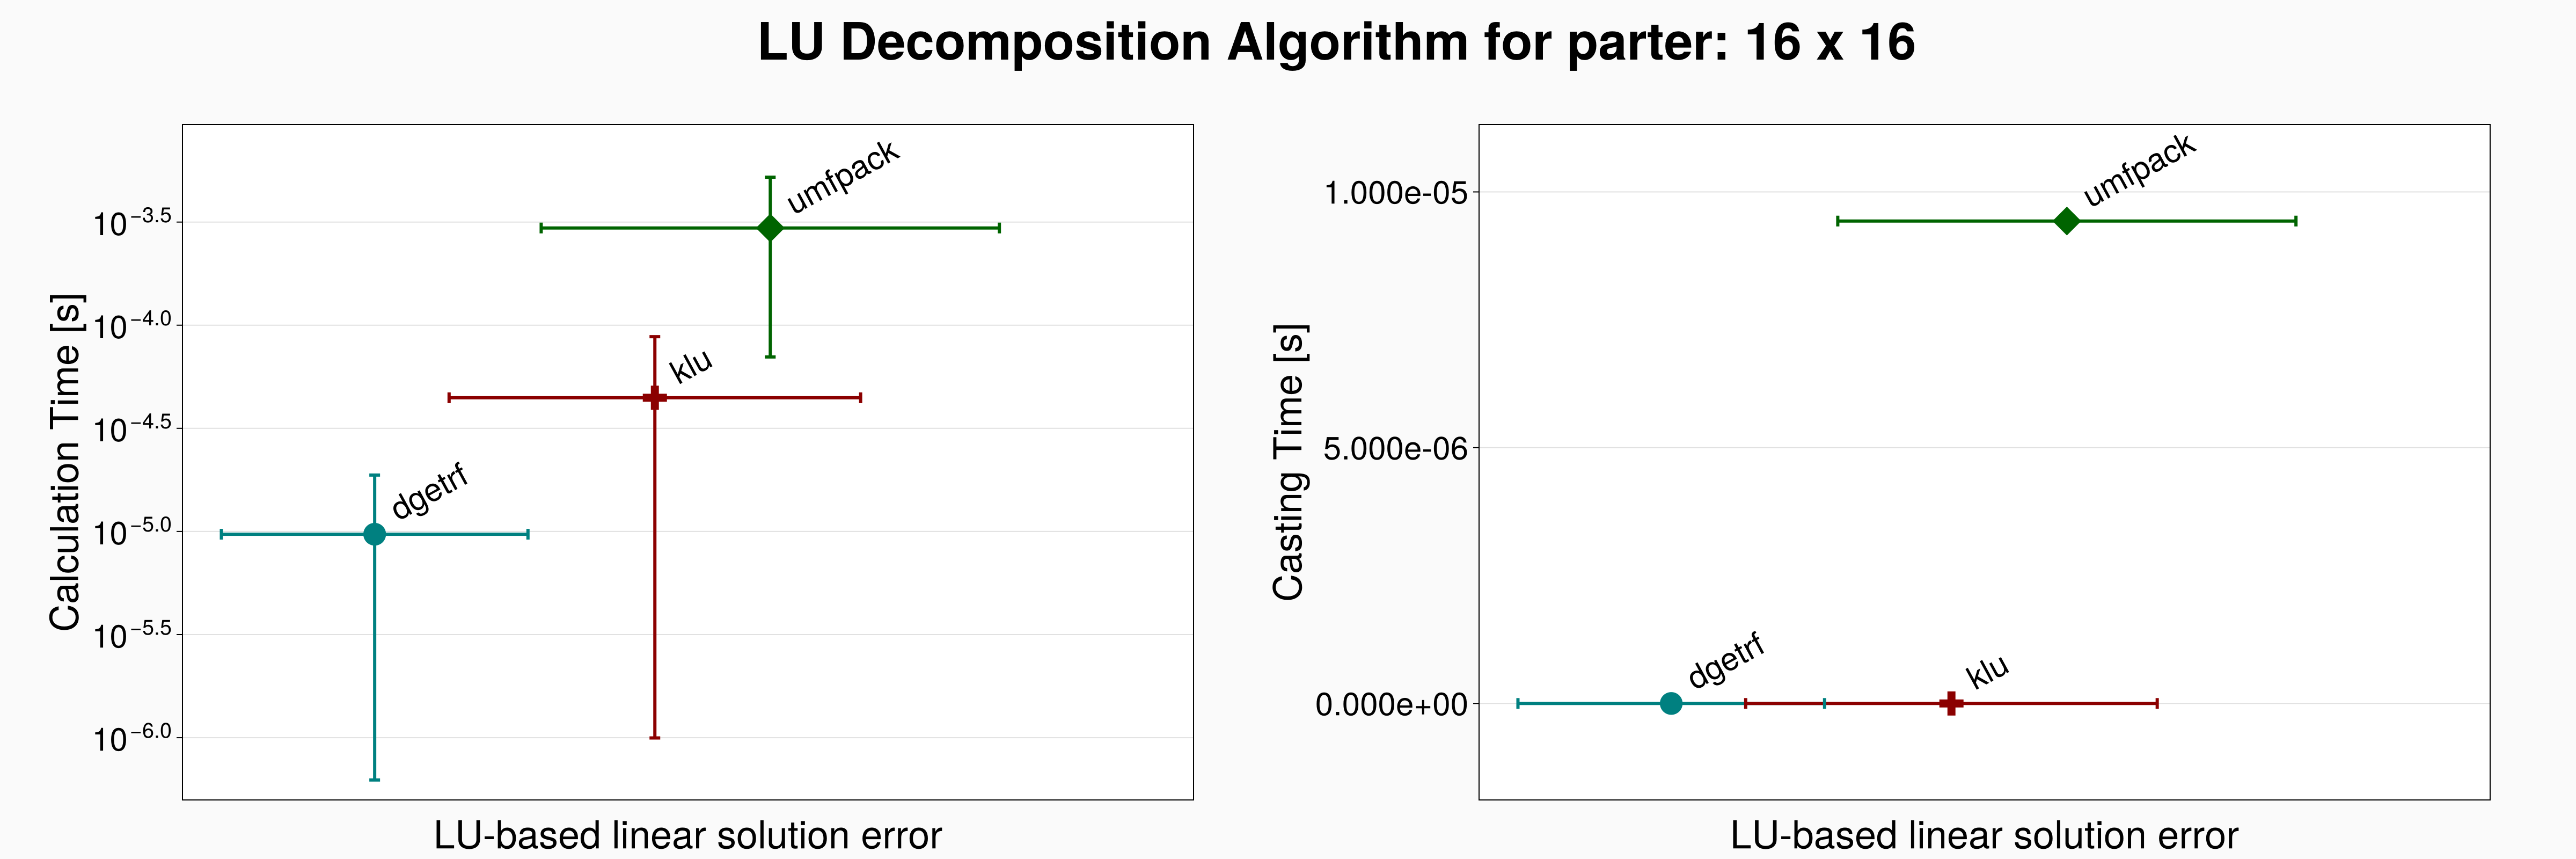 LU Decomposition Algorithm for parter: 16 x 16
Calculation Time [s]
10−3.5
10−4.0
10−4.5
10−5.0
10−5.5
10−6.0
umfpack
klu
dgetrf
LU-based linear solution error
Casting Time [s]
1.000e-05
5.000e-06
0.000e+00
umfpack
dgetrf
klu
LU-based linear solution error